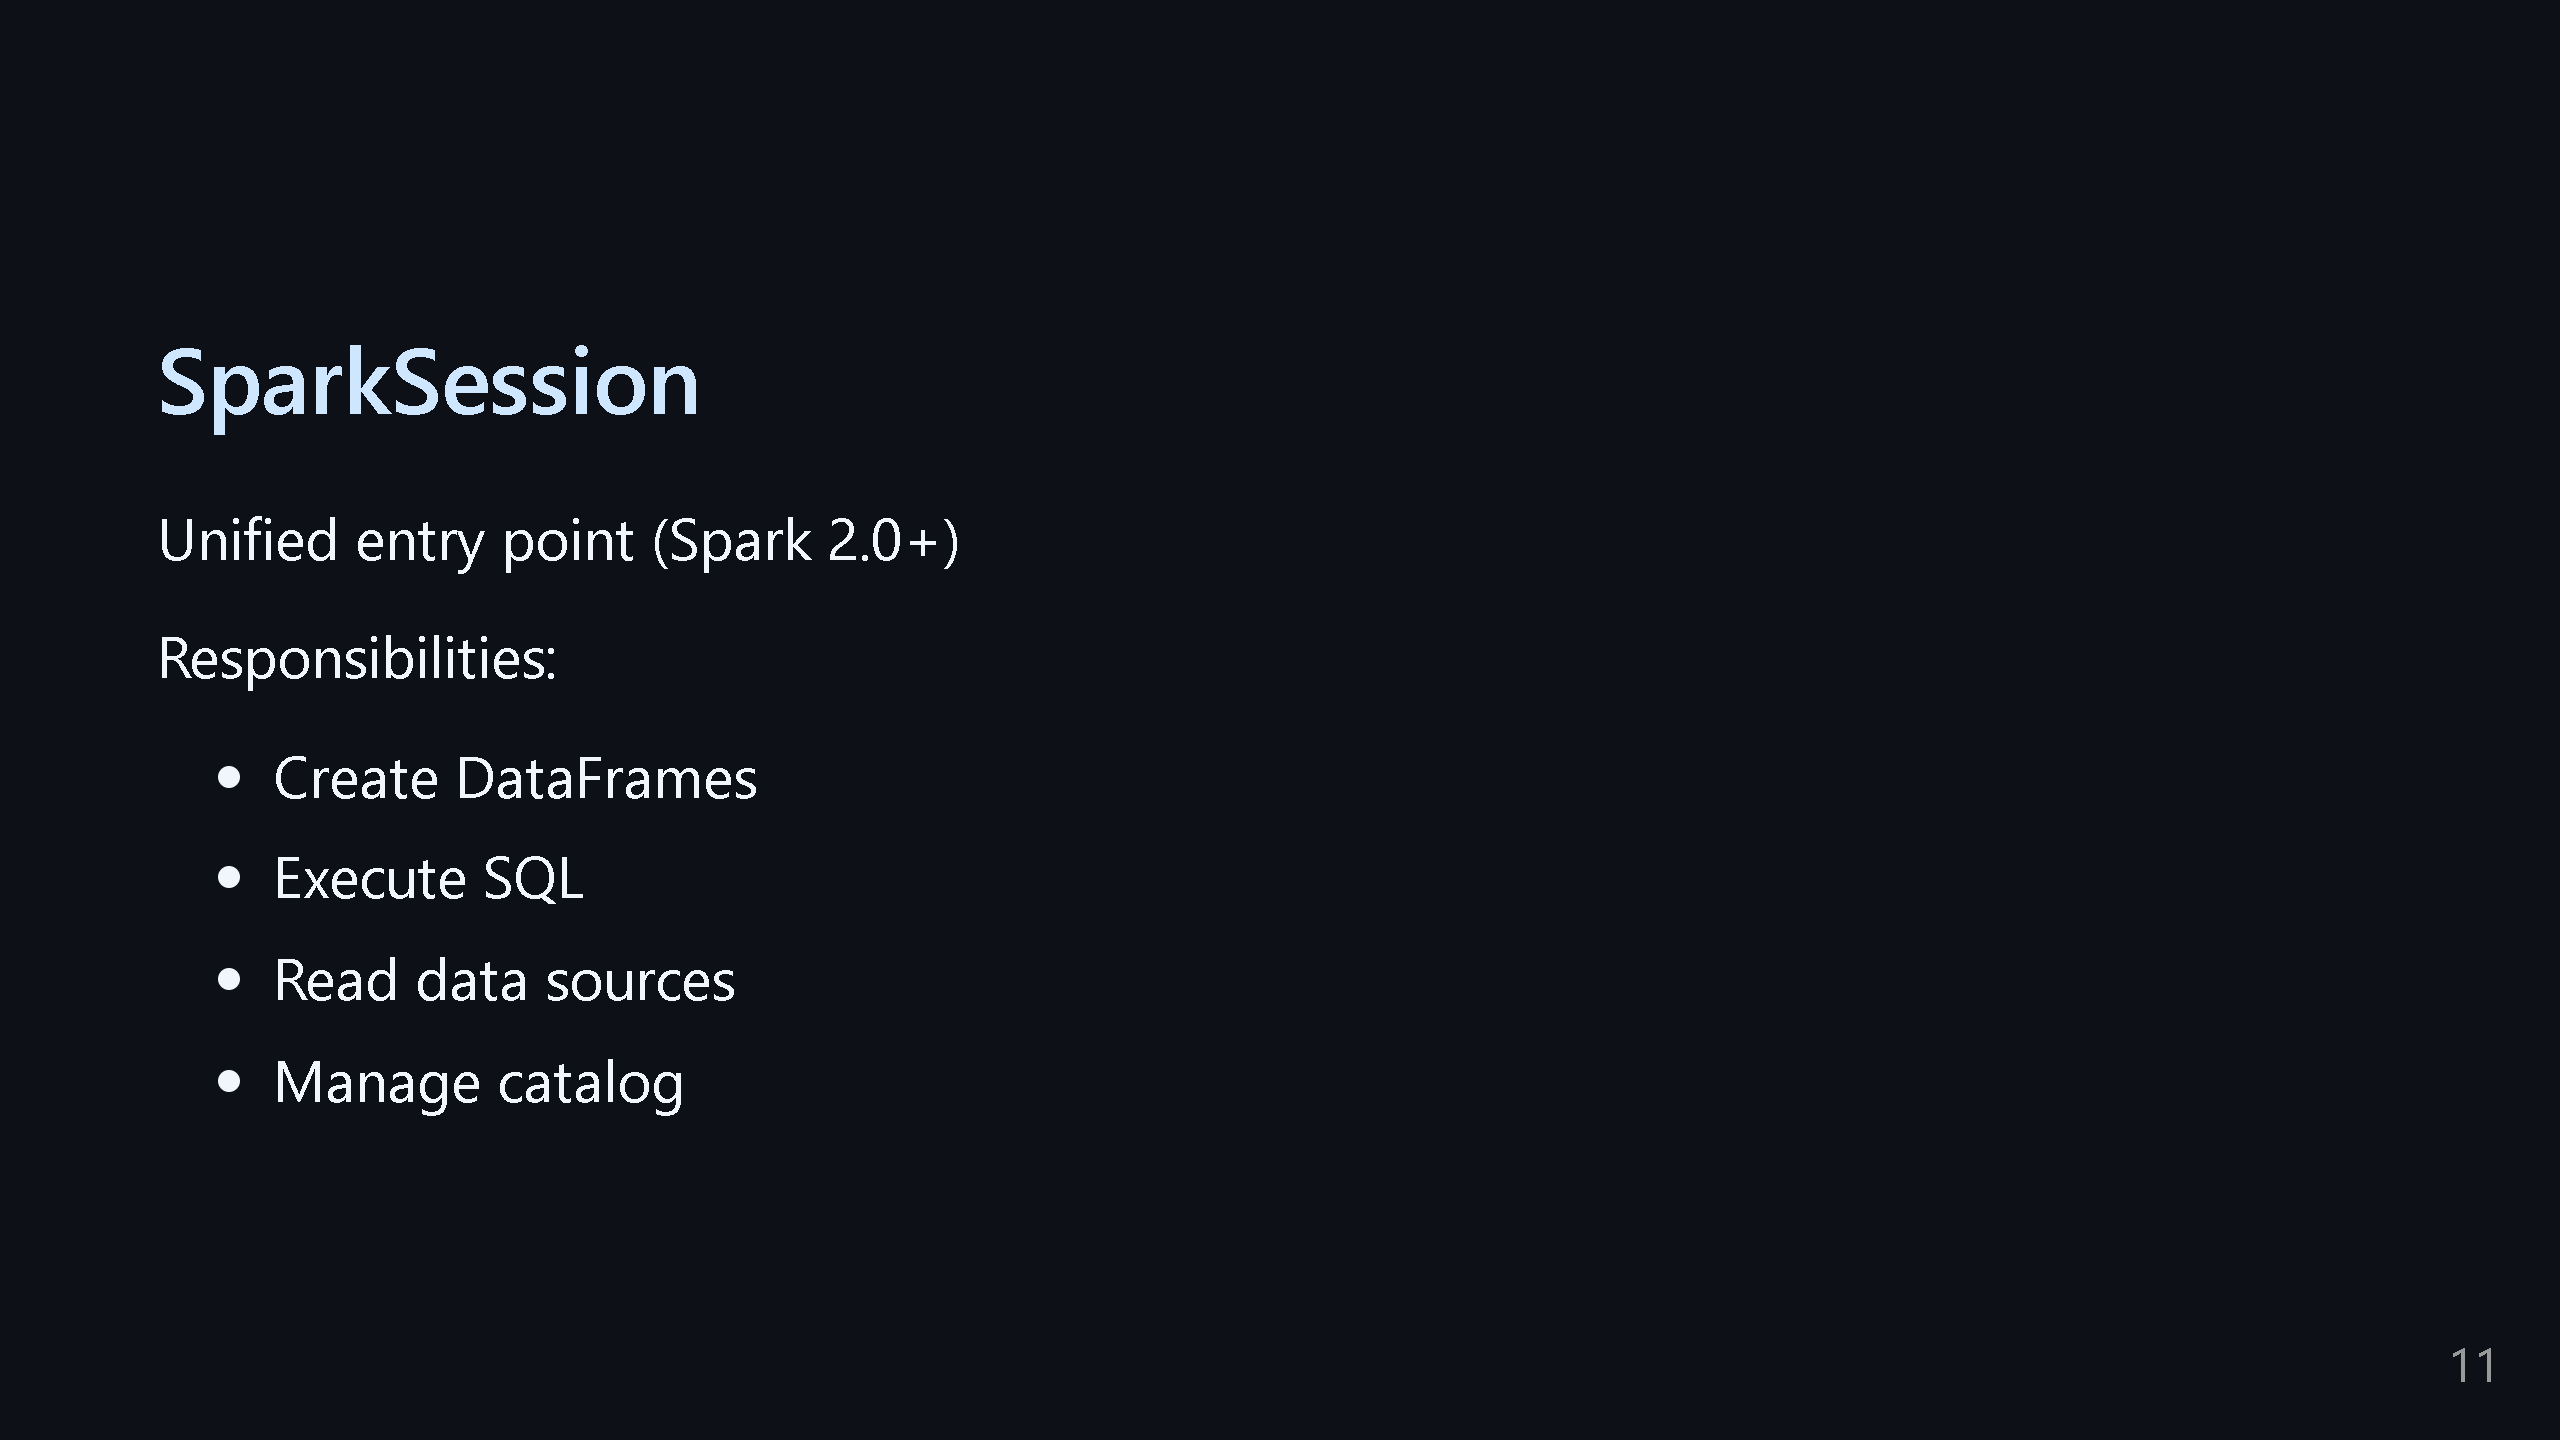 SparkSession
Unified entry point (Spark 2.0+)
Responsibilities:
• Create DataFrames
• Execute SQL
• Read data sources
• Manage catalog
11